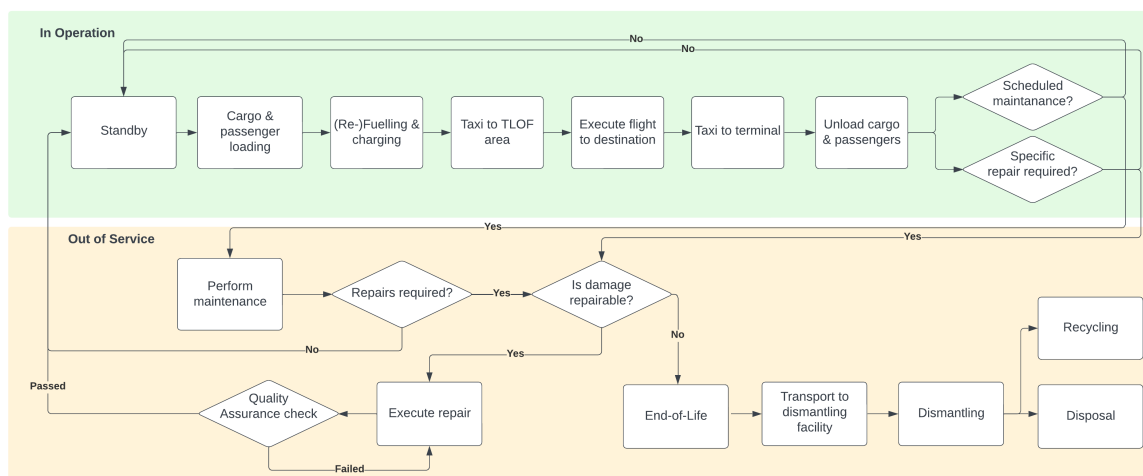 In Operation
No
No
Standby
Cargo &
passenger
loading
(Re-)Fuelling &
charging
Taxi to TLOF
area
Execute flight
to destination
Taxi to terminal
Unload cargo
& passengers
Scheduled
maintanance?
Specific
repair required?
Yes
Yes
Out of Service
Perform
maintenance
Repairs required?
Yes
Is damage
repairable?
No
No
Yes
Passed
Quality
Assurance check
Execute repair
Failed
End-of-Life
Transport to
dismantling
facility
Dismantling
Recycling
Disposal